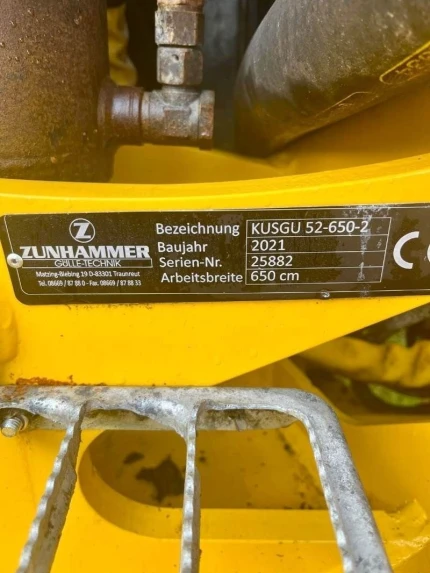 Z
ZUNHAMMER
GÜLLE-TECHNIK
Matzing-Biebing 19 D-83301 Traunreut
Tel. 08669 / 87 88 0 - Fax. 08669 / 87 88 33
Bezeichnung KUSGU 52-650-2
Baujahr 2021
Serien-Nr. 25882
Arbeitsbreite 650 cm
CE